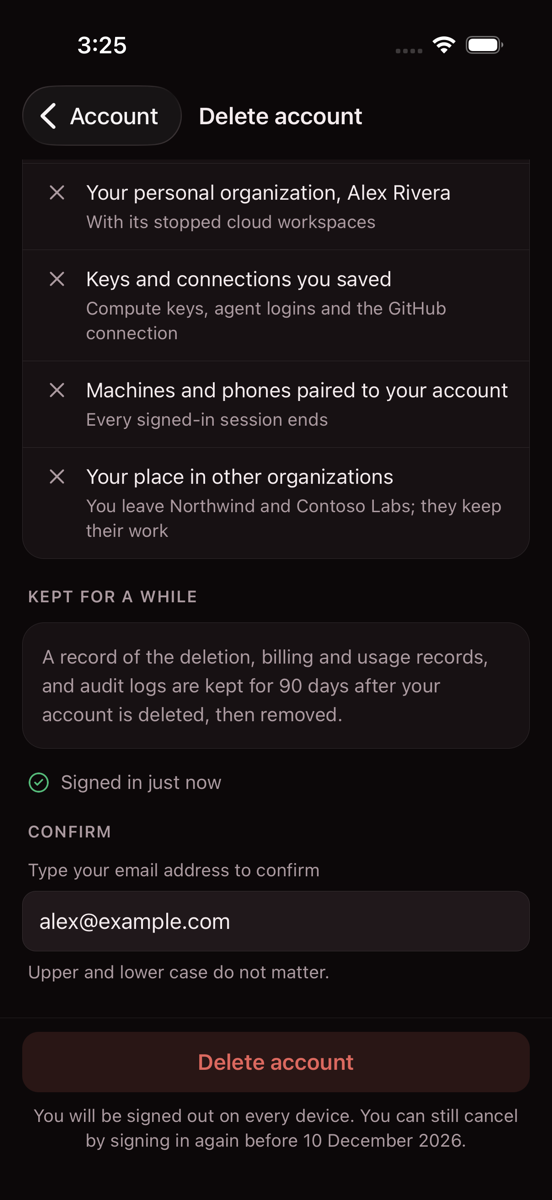 3:25
Account
Delete account
Your personal organization, Alex Rivera
With its stopped cloud workspaces
Keys and connections you saved
Compute keys, agent logins and the GitHub
connection
Machines and phones paired to your account
Every signed-in session ends
Your place in other organizations
You leave Northwind and Contoso Labs; they keep
their work
KEPT FOR A WHILE
A record of the deletion, billing and usage records,
and audit logs are kept for 90 days after your
account is deleted, then removed.
Signed in just now
CONFIRM
Type your email address to confirm
alex@example.com
Upper and lower case do not matter.
Delete account
You will be signed out on every device. You can still cancel
by signing in again before 10 December 2026.